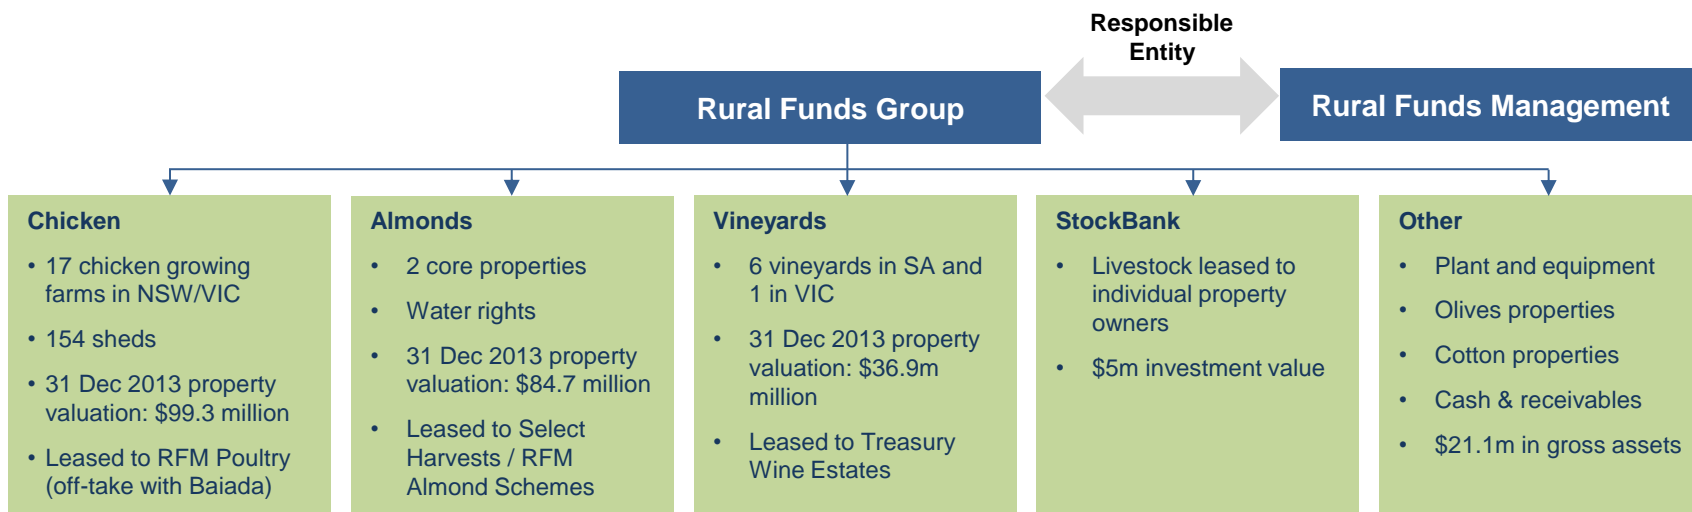 Responsible
Entity
Rural Funds Group
Rural Funds Management
Chicken
• 17 chicken growing
farms in NSW/VIC
• 154 sheds
• 31 Dec 2013 property
valuation: $99.3 million
• Leased to RFM Poultry
(off-take with Baiada)
Almonds
• 2 core properties
• Water rights
• 31 Dec 2013 property
valuation: $84.7 million
• Leased to Select
Harvests / RFM
Almond Schemes
Vineyards
• 6 vineyards in SA and
1 in VIC
• 31 Dec 2013 property
valuation: $36.9m
million
• Leased to Treasury
Wine Estates
StockBank
• Livestock leased to
individual property
owners
• $5m investment value
Other
• Plant and equipment
• Olives properties
• Cotton properties
• Cash & receivables
• $21.1m in gross assets